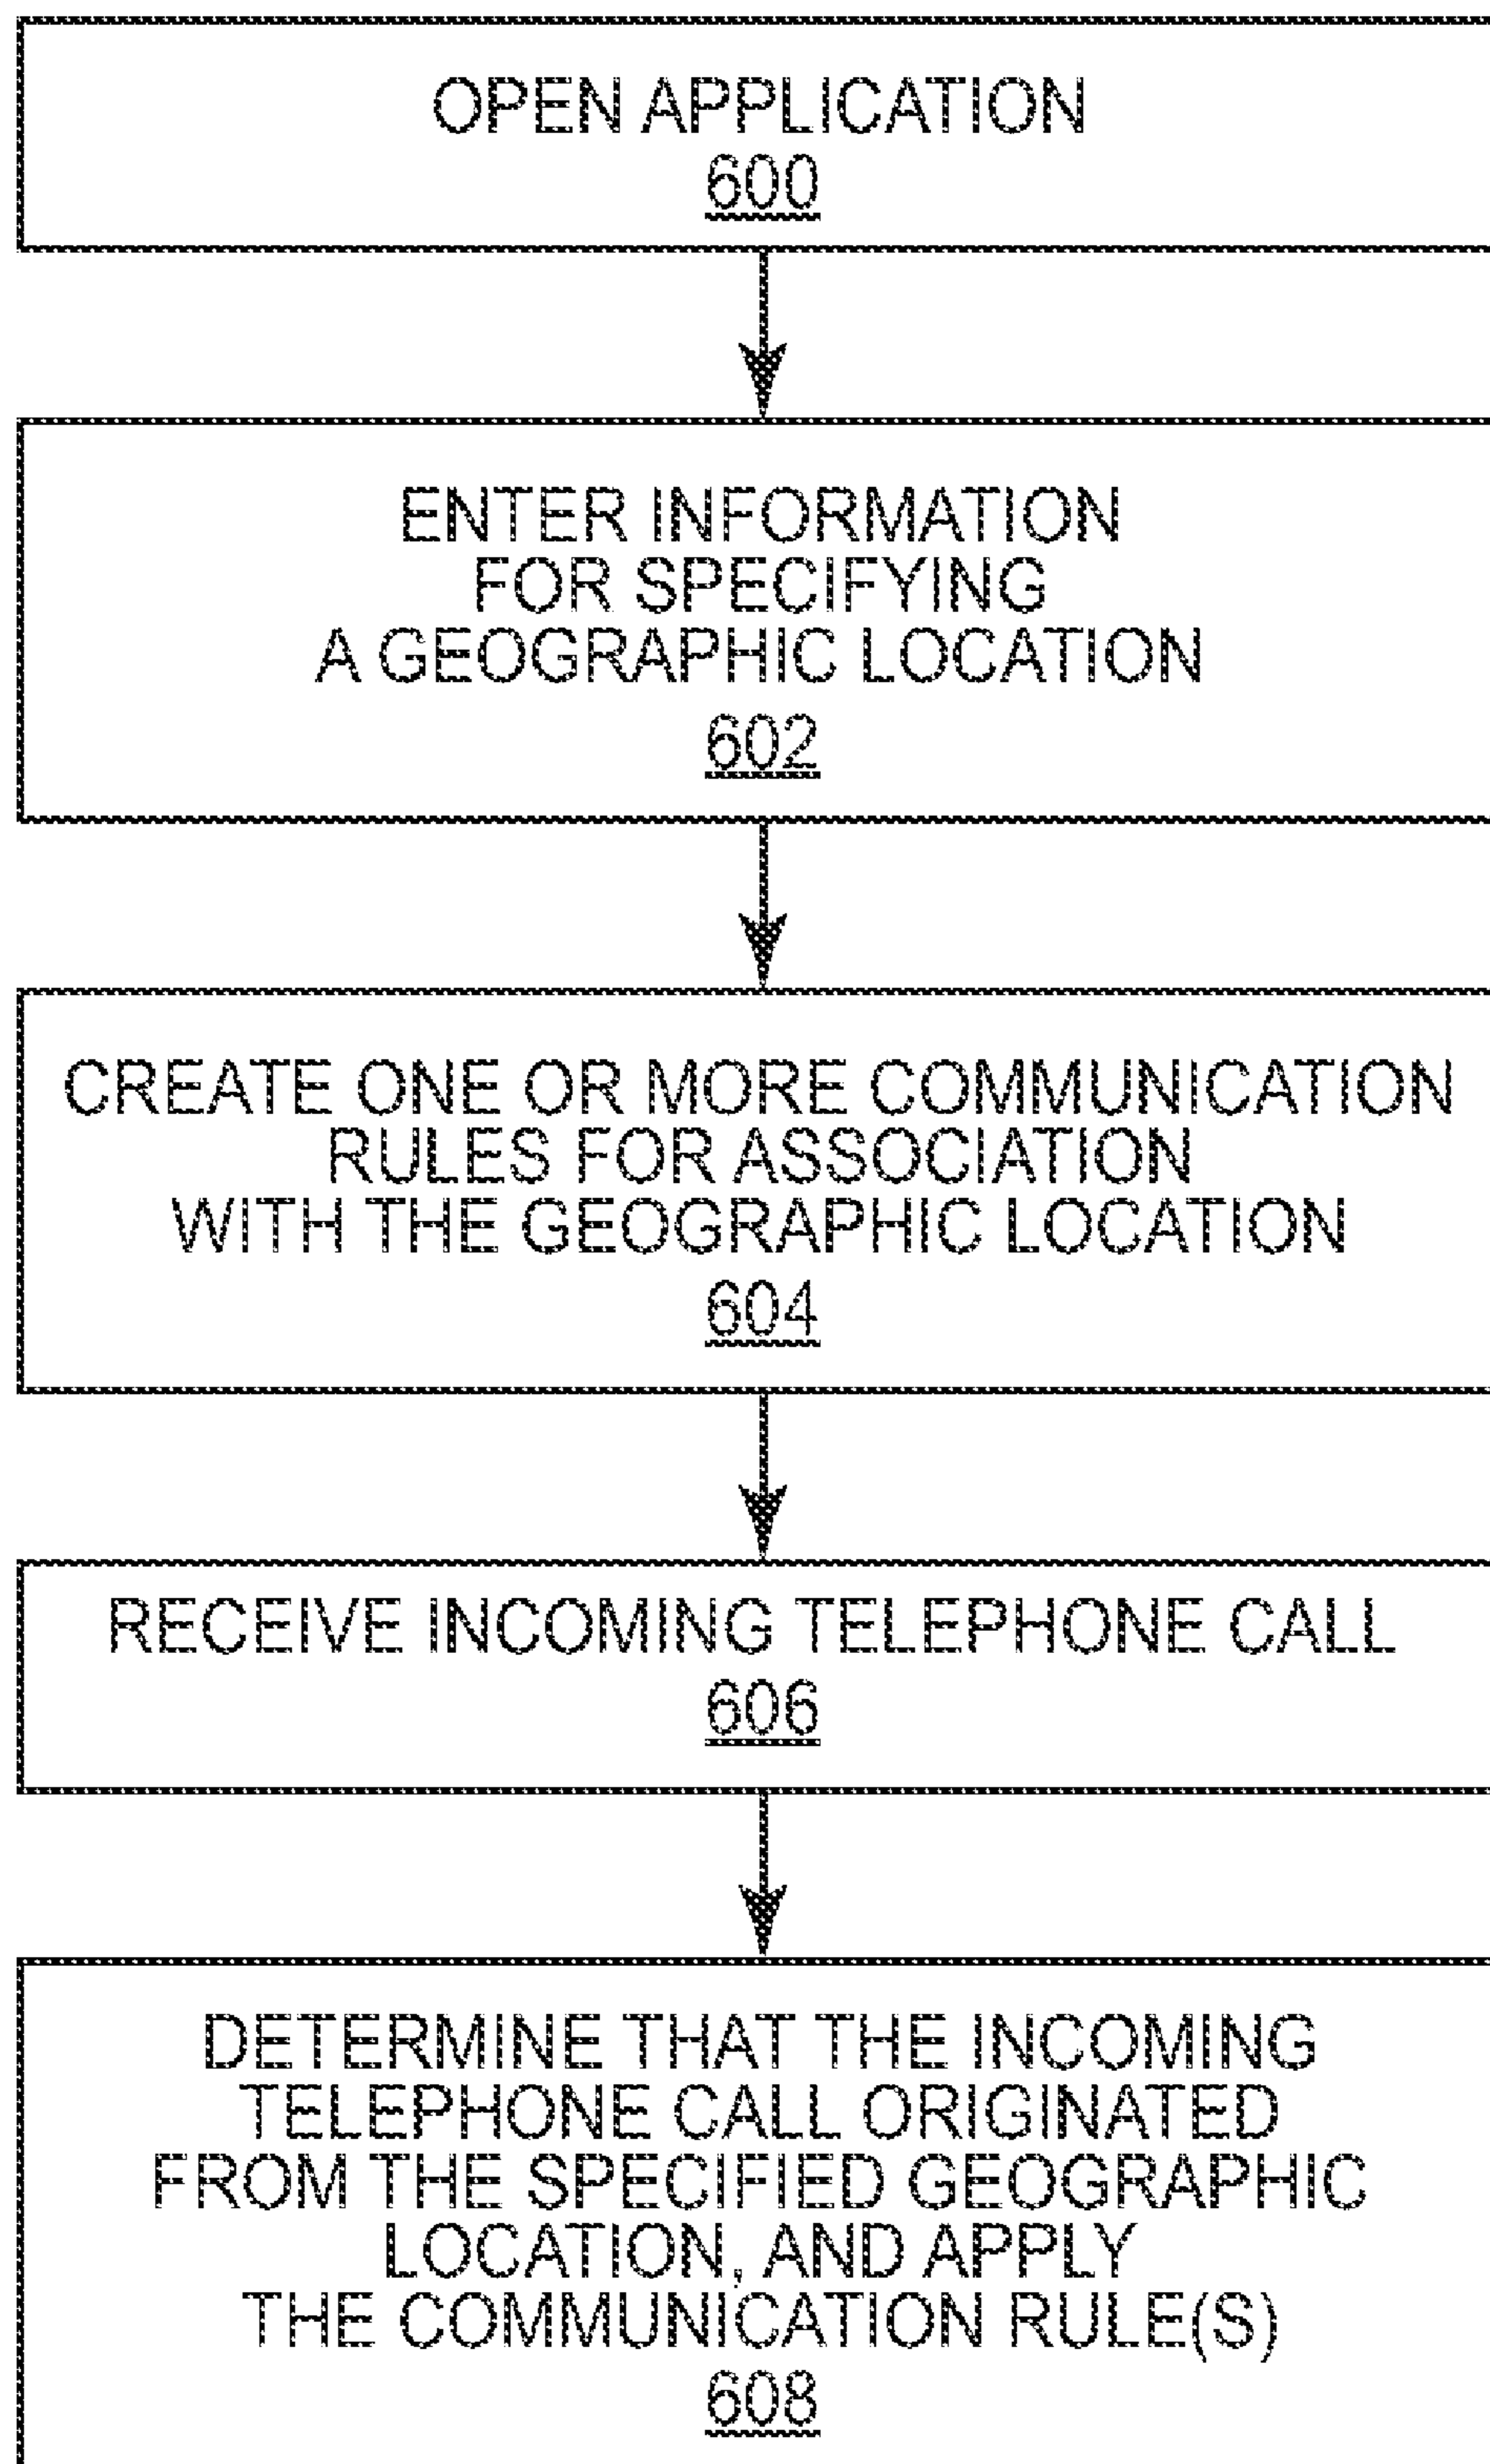 OPEN APPLICATION
600
ENTER INFORMATION
FOR SPECIFYING
A GEOGRAPHIC LOCATION
602
CREATE ONE OR MORE COMMUNICATION
RULES FOR ASSOCIATION
WITH THE GEOGRAPHIC LOCATION
604
RECEIVE INCOMING TELEPHONE CALL
606
DETERMINE THAT THE INCOMING
TELEPHONE CALL ORIGINATED
FROM THE SPECIFIED GEOGRAPHIC
LOCATION, AND APPLY
THE COMMUNICATION RULE(S)
608